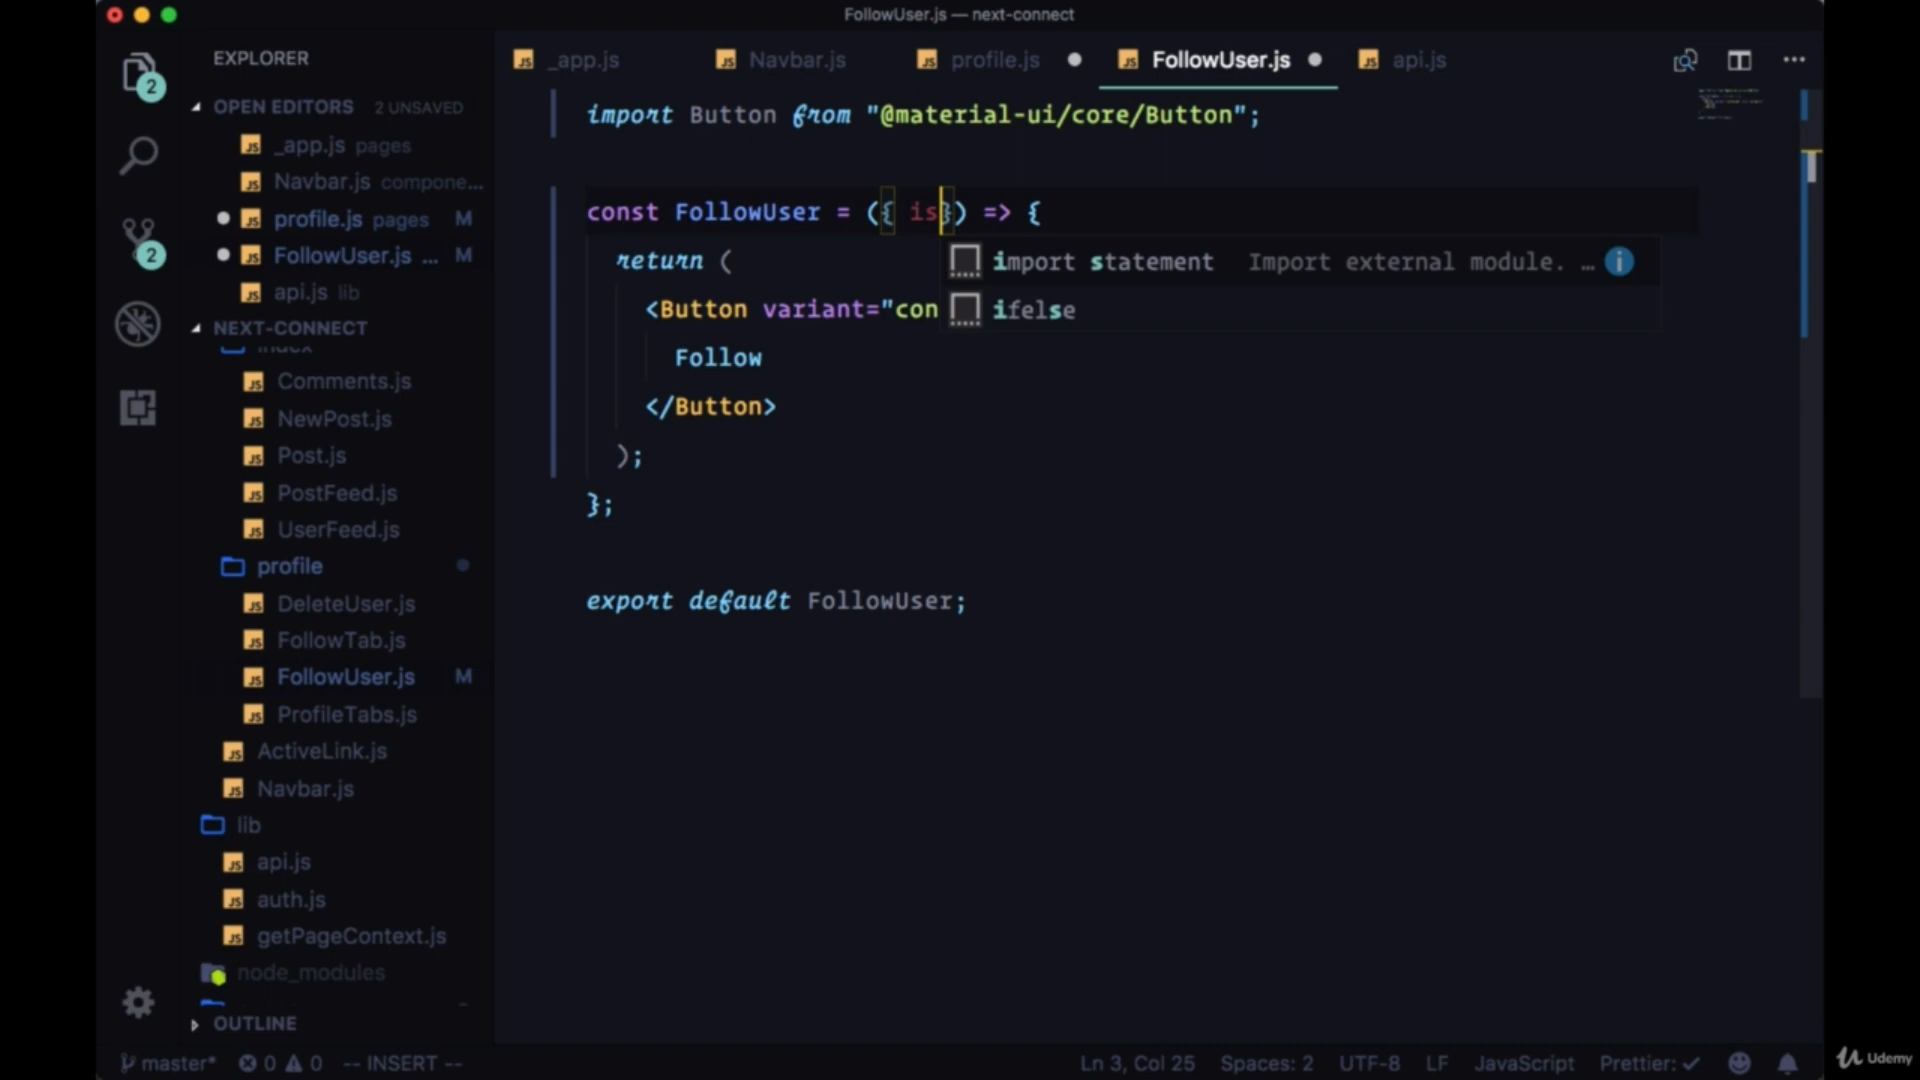 FollowUser.js — next-connect
EXPLORER
_app.js
Navbar.js
profile.js
FollowUser.js
api.js
2
OPEN EDITORS 2 UNSAVED
_app.js pages
Navbar.js compone...
profile.js pages M
FollowUser.js ... M
api.js lib
2
NEXT-CONNECT
index
Comments.js
NewPost.js
Post.js
PostFeed.js
UserFeed.js
profile
DeleteUser.js
FollowTab.js
FollowUser.js M
ProfileTabs.js
ActiveLink.js
Navbar.js
lib
api.js
auth.js
getPageContext.js
node_modules
OUTLINE
import Button from "@material-ui/core/Button";
const FollowUser = ({ is}) => {
return (
import statement Import external module. ...
<Button variant="con
ifelse
Follow
</Button>
);
};
export default FollowUser;
master* 0 0 -- INSERT --
Ln 3, Col 25 Spaces: 2 UTF-8 LF JavaScript Prettier: ✓
Udemy